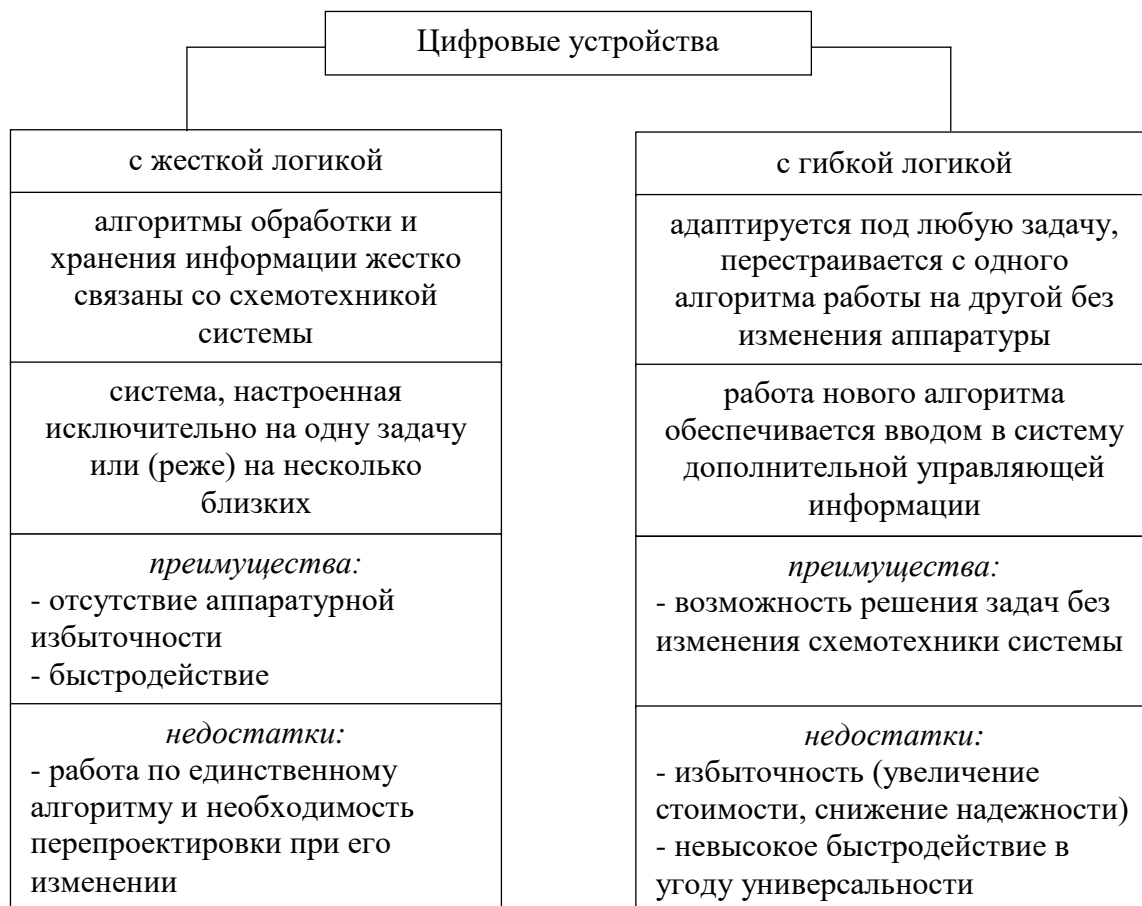 Цифровые устройства
с жесткой логикой
алгоритмы обработки и
хранения информации жестко
связаны со схемотехникой
системы
система, настроенная
исключительно на одну задачу
или (реже) на несколько
близких
преимущества:
- отсутствие аппаратурной
избыточности
- быстродействие
недостатки:
- работа по единственному
алгоритму и необходимость
перепроектировки при его
изменении
с гибкой логикой
адаптируется под любую задачу,
перестраивается с одного
алгоритма работы на другой без
изменения аппаратуры
работа нового алгоритма
обеспечивается вводом в систему
дополнительной управляющей
информации
преимущества:
- возможность решения задач без
изменения схемотехники системы
недостатки:
- избыточность (увеличение
стоимости, снижение надежности)
- невысокое быстродействие в
угоду универсальности